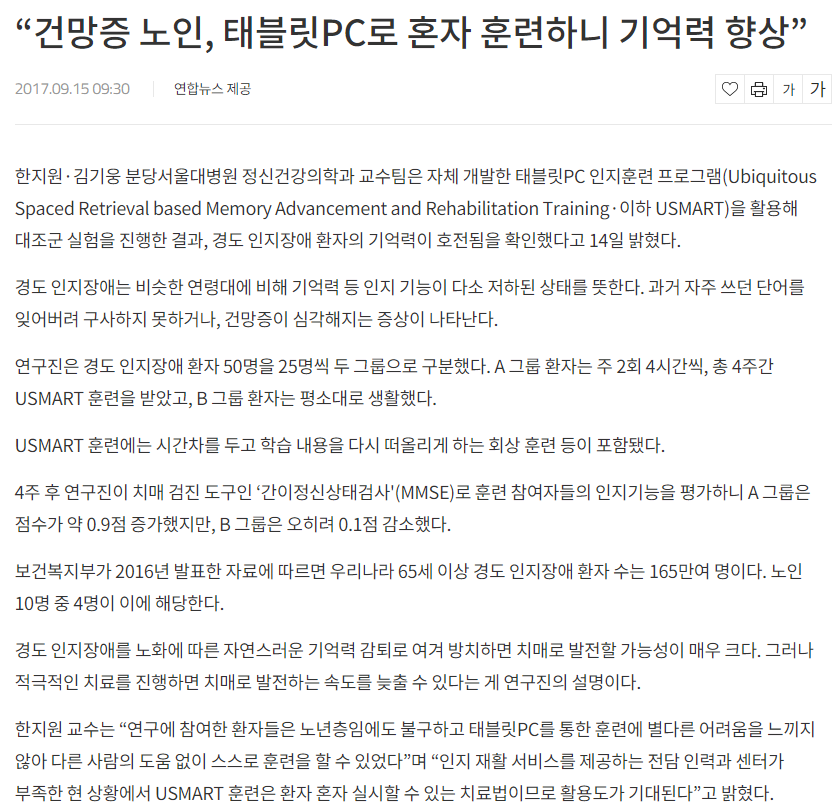 “건망증 노인, 태블릿PC로 혼자 훈련하니 기억력 향상”
2017.09.15 09:30 연합뉴스 제공 가 가
한지원·김기웅 분당서울대병원 정신건강의학과 교수팀은 자체 개발한 태블릿PC 인지훈련 프로그램(Ubiquitous
Spaced Retrieval based Memory Advancement and Rehabilitation Training·이하 USMART)을 활용해
대조군 실험을 진행한 결과, 경도 인지장애 환자의 기억력이 호전됨을 확인했다고 14일 밝혔다.
경도 인지장애는 비슷한 연령대에 비해 기억력 등 인지 기능이 다소 저하된 상태를 뜻한다. 과거 자주 쓰던 단어를
잊어버려 구사하지 못하거나, 건망증이 심각해지는 증상이 나타난다.
연구진은 경도 인지장애 환자 50명을 25명씩 두 그룹으로 구분했다. A 그룹 환자는 주 2회 4시간씩, 총 4주간
USMART 훈련을 받았고, B 그룹 환자는 평소대로 생활했다.
USMART 훈련에는 시간차를 두고 학습 내용을 다시 떠올리게 하는 회상 훈련 등이 포함됐다.
4주 후 연구진이 치매 검진 도구인 ‘간이정신상태검사'(MMSE)로 훈련 참여자들의 인지기능을 평가하니 A 그룹은
점수가 약 0.9점 증가했지만, B 그룹은 오히려 0.1점 감소했다.
보건복지부가 2016년 발표한 자료에 따르면 우리나라 65세 이상 경도 인지장애 환자 수는 165만여 명이다. 노인
10명 중 4명이 이에 해당한다.
경도 인지장애를 노화에 따른 자연스러운 기억력 감퇴로 여겨 방치하면 치매로 발전할 가능성이 매우 크다. 그러나
적극적인 치료를 진행하면 치매로 발전하는 속도를 늦출 수 있다는 게 연구진의 설명이다.
한지원 교수는 “연구에 참여한 환자들은 노년층임에도 불구하고 태블릿PC를 통한 훈련에 별다른 어려움을 느끼지
않아 다른 사람의 도움 없이 스스로 훈련을 할 수 있었다”며 “인지 재활 서비스를 제공하는 전담 인력과 센터가
부족한 현 상황에서 USMART 훈련은 환자 혼자 실시할 수 있는 치료법이므로 활용도가 기대된다”고 밝혔다.